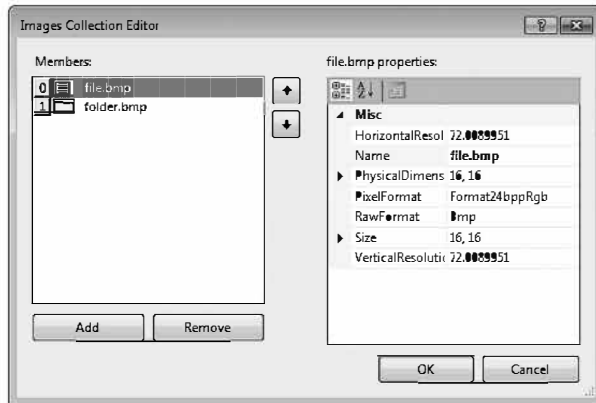 Images Collection Editor
Members:
0 file.bmp
1 folder.bmp
Add Remove
file.bmp properties:
Misc
HorizontalResol 72.0089951
Name file.bmp
PhysicalDimens 16, 16
PixelFormat Format24bppRgb
RawFormat Bmp
Size 16, 16
VerticalResolutic 72.0089951
OK Cancel